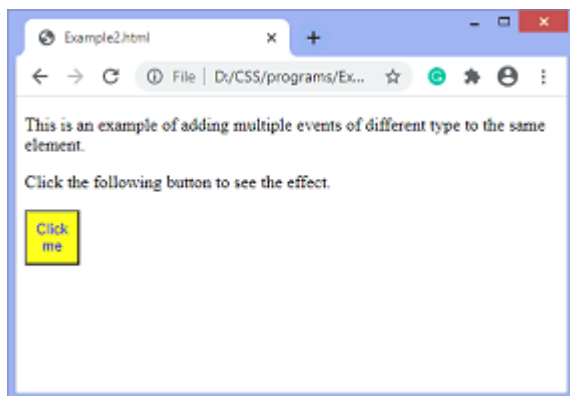 Example2.html
File | D:/CSS/programs/Ex...
This is an example of adding multiple events of different type to the same
element.
Click the following button to see the effect.
Click
me